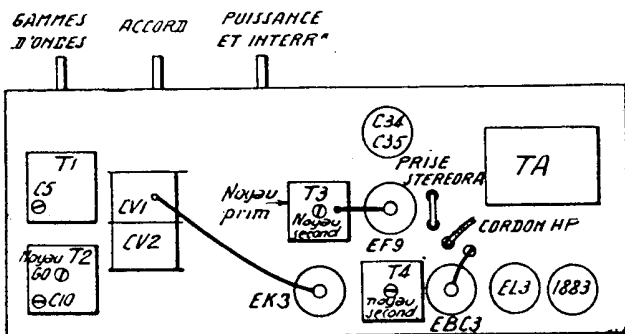 GAMMES
D'ONDES
ACCORD
PUISSANCE
ET INTERR^R
C34
C35
T1
C5
CV1
CV2
Noyau
prim
T3
Noyau
second
PRISE
STEREORA
TA
EF9
CORDON HP
Noyau T2
GO
C10
EK3
T4
noyau
second
EBC3
EL3
1883